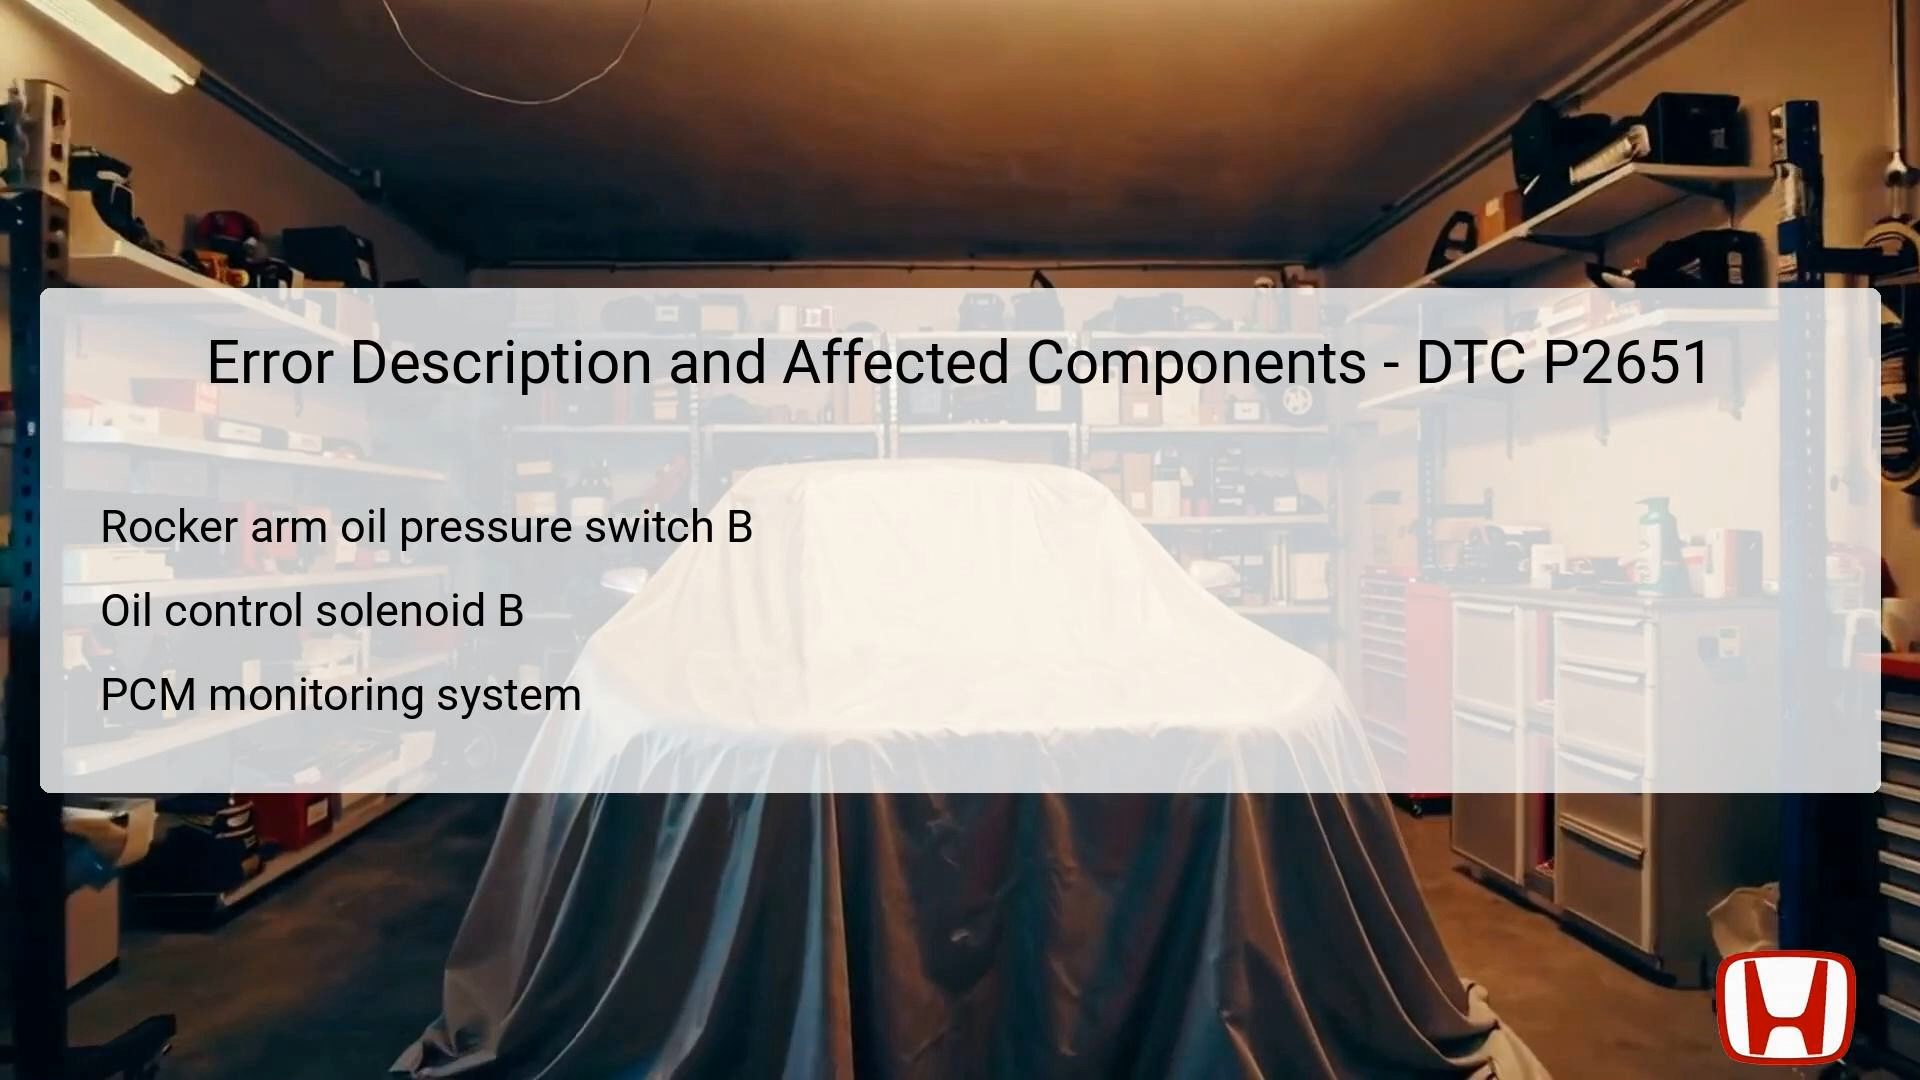 Error Description and Affected Components - DTC P2651
Rocker arm oil pressure switch B
Oil control solenoid B
PCM monitoring system